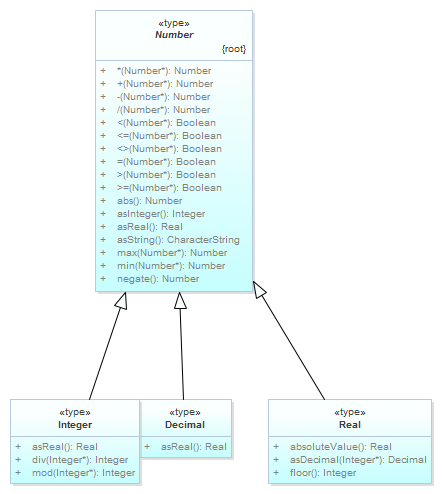 «type»
Number
{root}
+ *(Number*): Number
+ +(Number*): Number
+ -(Number*): Number
+ /(Number*): Number
+ <(Number*): Boolean
+ <=(Number*): Boolean
+ <>(Number*): Boolean
+ =(Number*): Boolean
+ >(Number*): Boolean
+ >=(Number*): Boolean
+ abs(): Number
+ asInteger(): Integer
+ asReal(): Real
+ asString(): CharacterString
+ max(Number*): Number
+ min(Number*): Number
+ negate(): Number
«type»
Integer
+ asReal(): Real
+ div(Integer*): Integer
+ mod(Integer*): Integer
«type»
Decimal
+ asReal(): Real
«type»
Real
+ absoluteValue(): Real
+ asDecimal(Integer*): Decimal
+ floor(): Integer